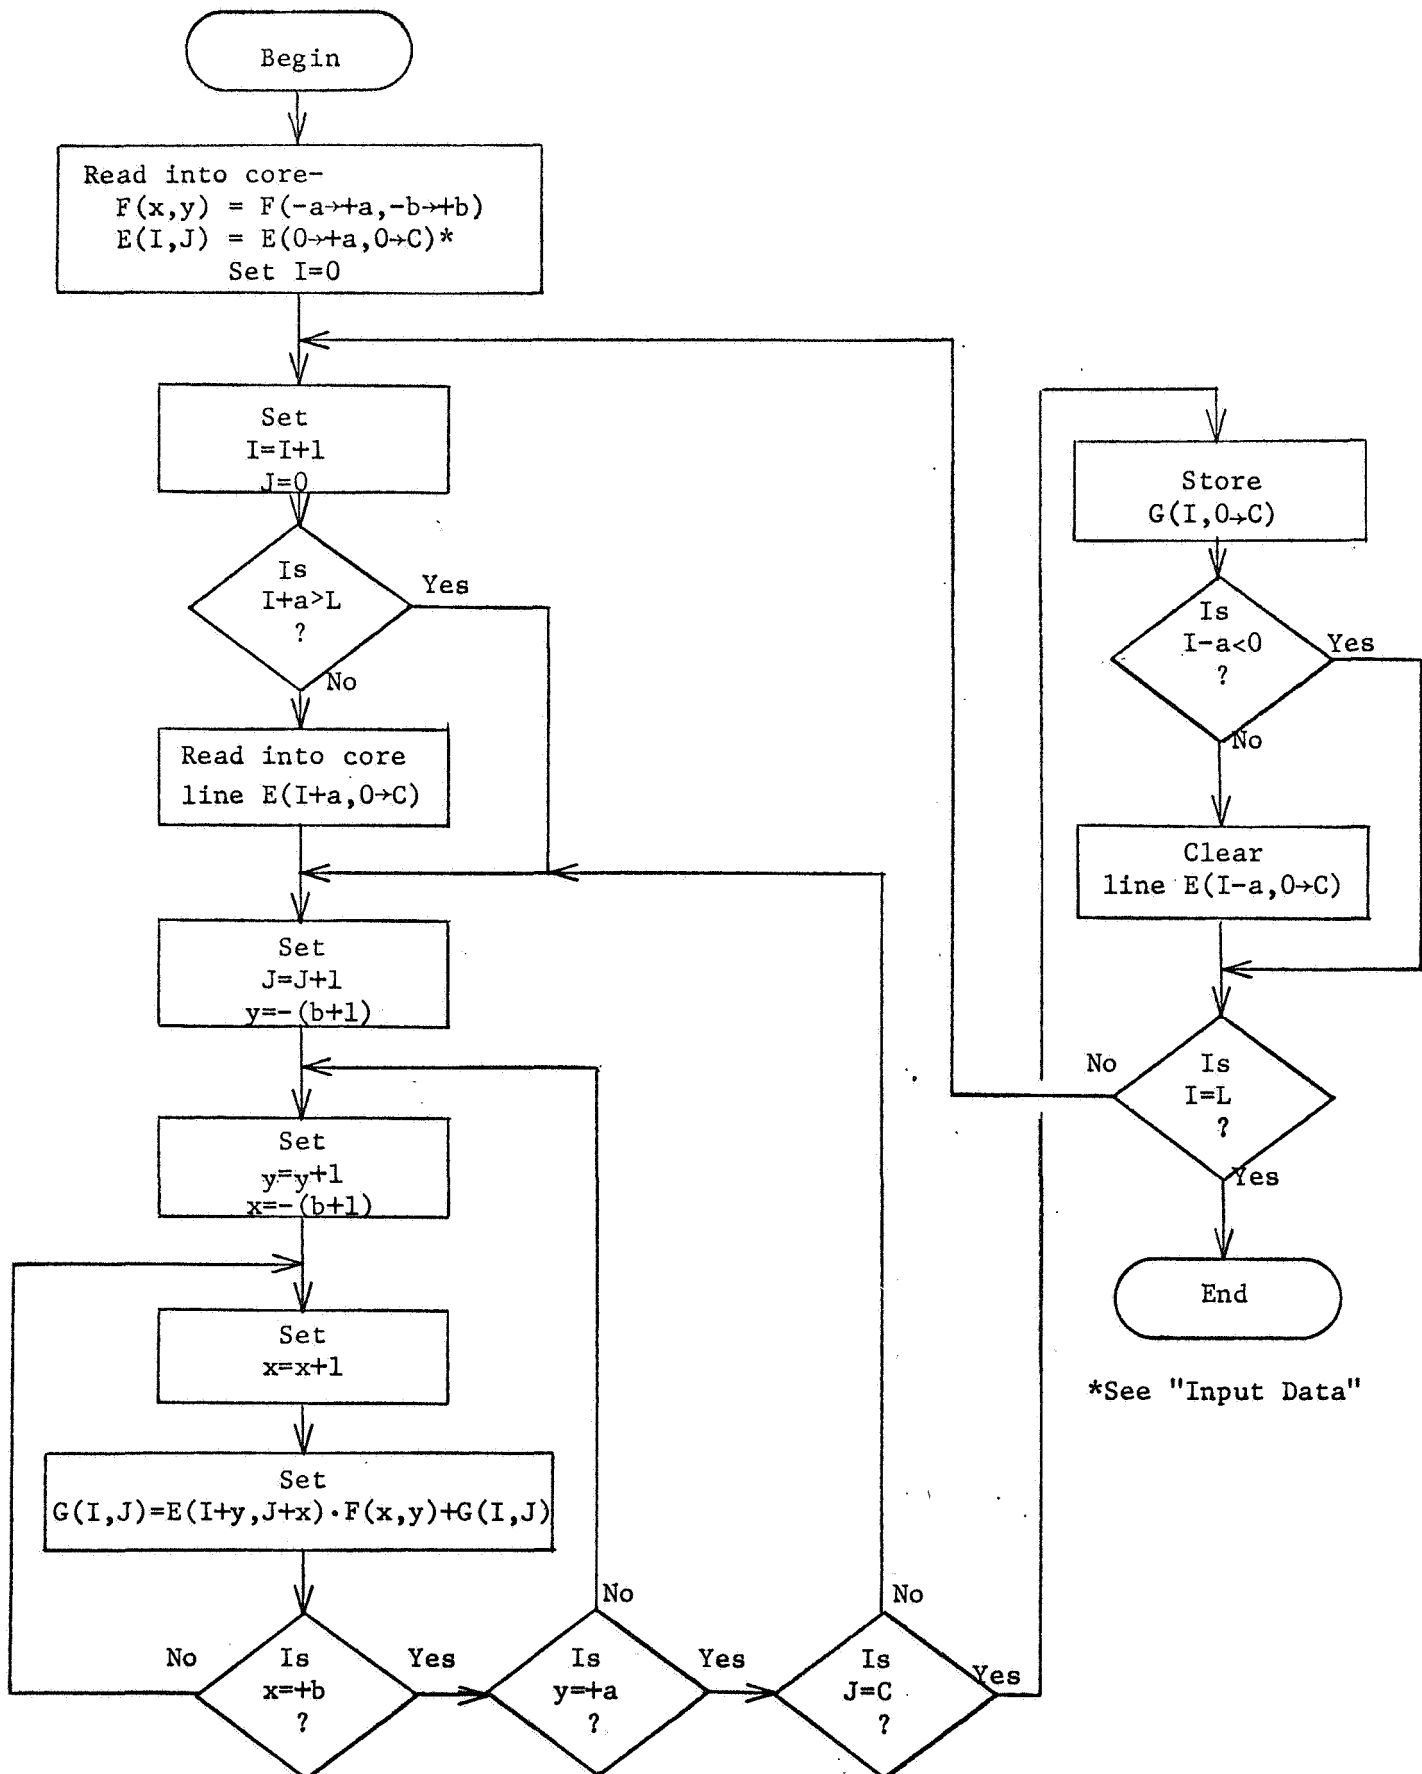 Begin
Read into core-
F(x,y) = F(-a→+a,-b→+b)
E(I,J) = E(0→+a,0→C)*
Set I=0
Set
I=I+1
J=0
Is
I+a>L
?
Yes
No
Read into core
line E(I+a,0→C)
Set
J=J+1
y=-(b+1)
Set
y=y+1
x=-(b+1)
Set
x=x+1
Set
G(I,J)=E(I+y,J+x)·F(x,y)+G(I,J)
No
Is
x=+b
?
Yes
No
Is
y=+a
?
Yes
No
Is
J=C
?
Yes
Store
G(I,0→C)
Is
I-a<0
?
Yes
No
Clear
line E(I-a,0→C)
No
Is
I=L
?
Yes
End
*See "Input Data"